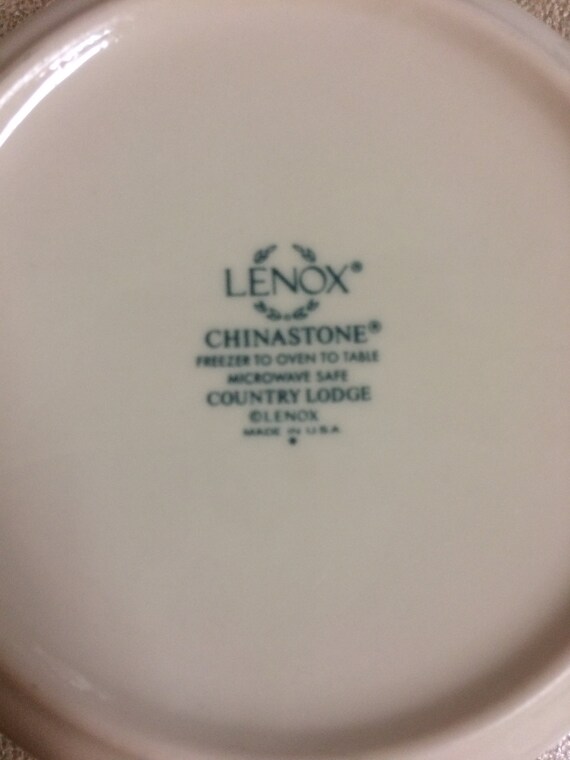 LENOX®
CHINASTONE®
FREEZER TO OVEN TO TABLE
MICROWAVE SAFE
COUNTRY LODGE
©LENOX
MADE IN U.S.A.